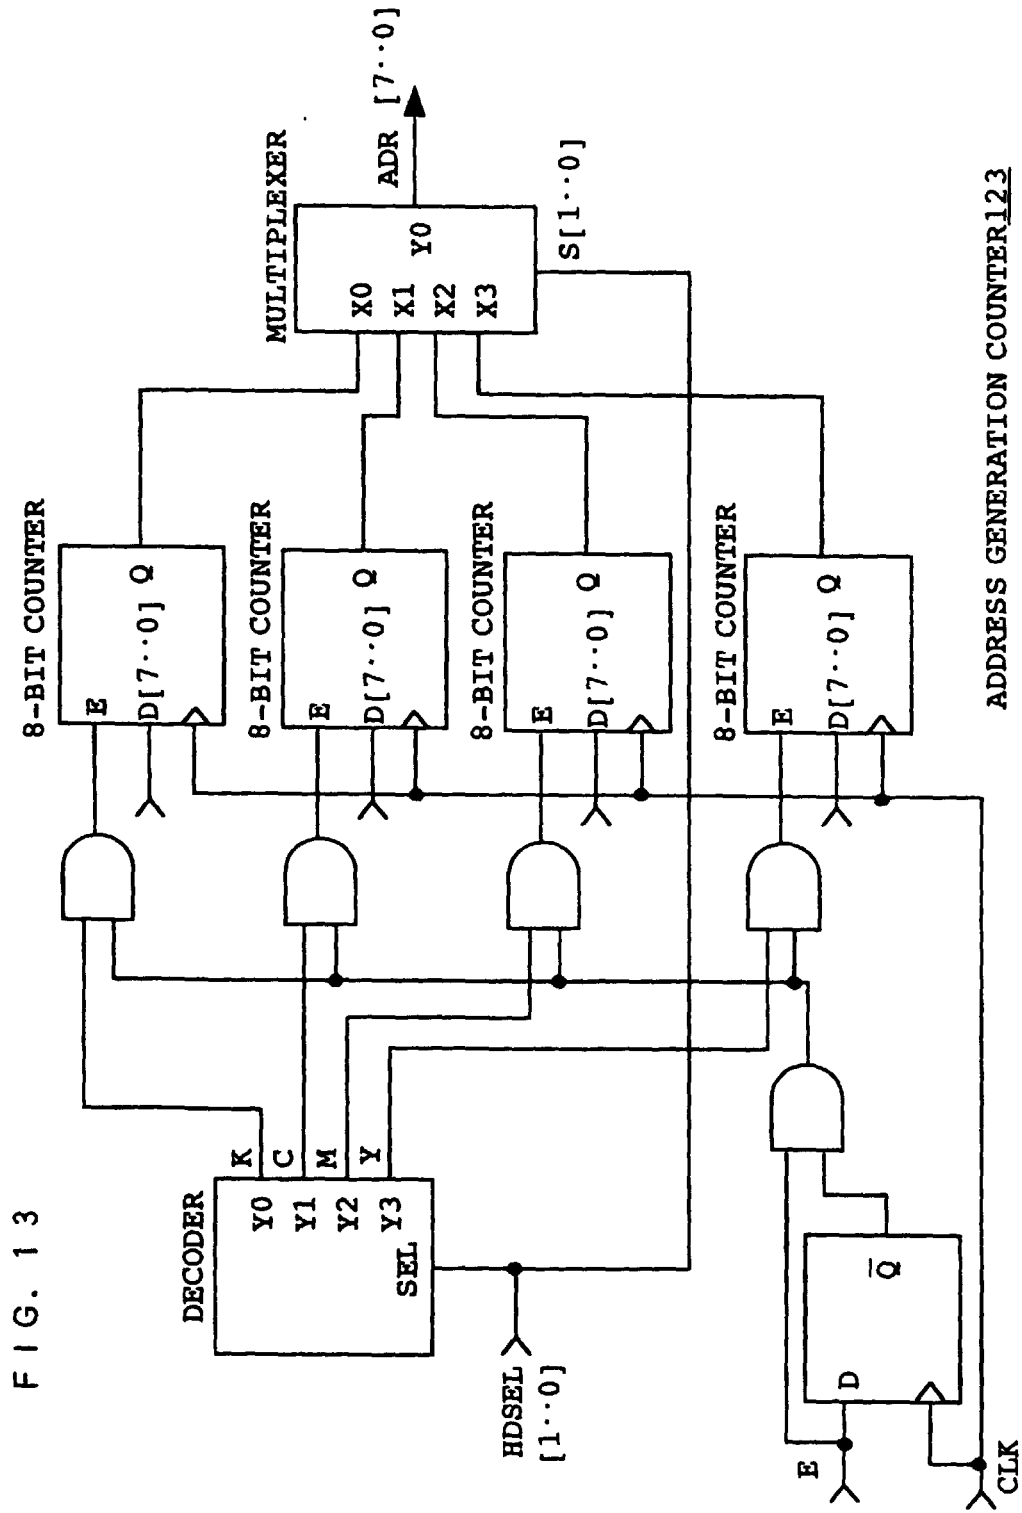 FIG. 13
DECODER
Y0
K
Y1
C
Y2
M
Y3
Y
SEL
HDSEL
[1··0]
E
D
Q̅
CLK
8-BIT COUNTER
E
D[7··0]
Q
8-BIT COUNTER
E
D[7··0]
Q
8-BIT COUNTER
E
D[7··0]
Q
8-BIT COUNTER
E
D[7··0]
Q
MULTIPLEXER
X0
X1
X2
X3
Y0
S[1··0]
ADR [7··0]
ADDRESS GENERATION COUNTER123